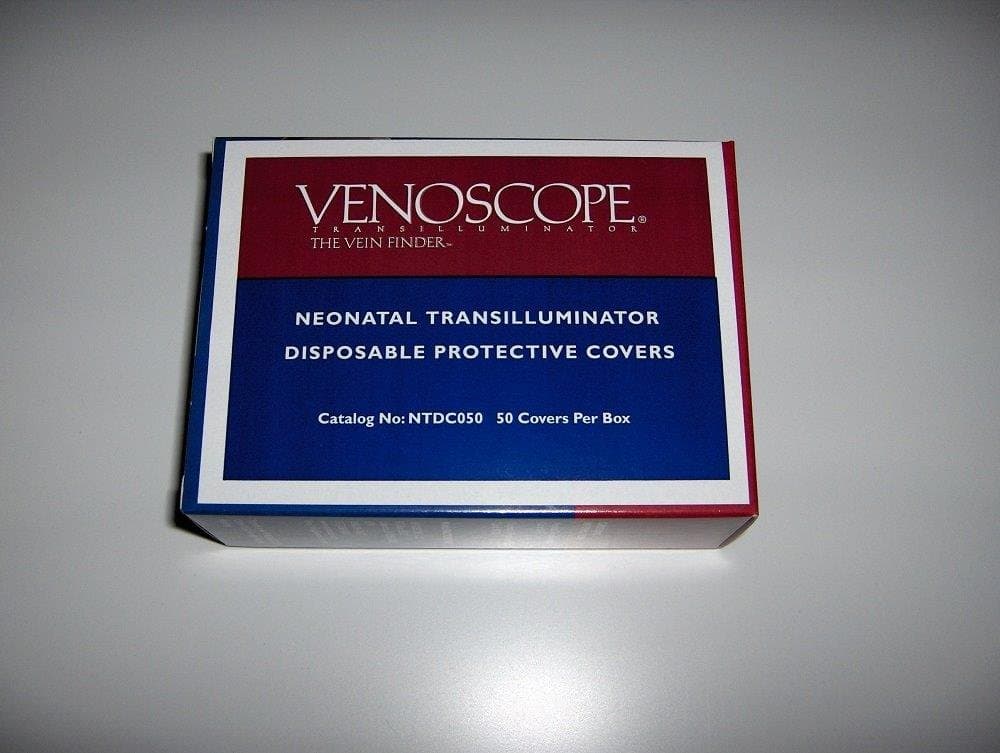 VENOSCOPE®
TRANSILLUMINATOR
THE VEIN FINDER™
NEONATAL TRANSILLUMINATOR
DISPOSABLE PROTECTIVE COVERS
Catalog No: NTDC050 50 Covers Per Box